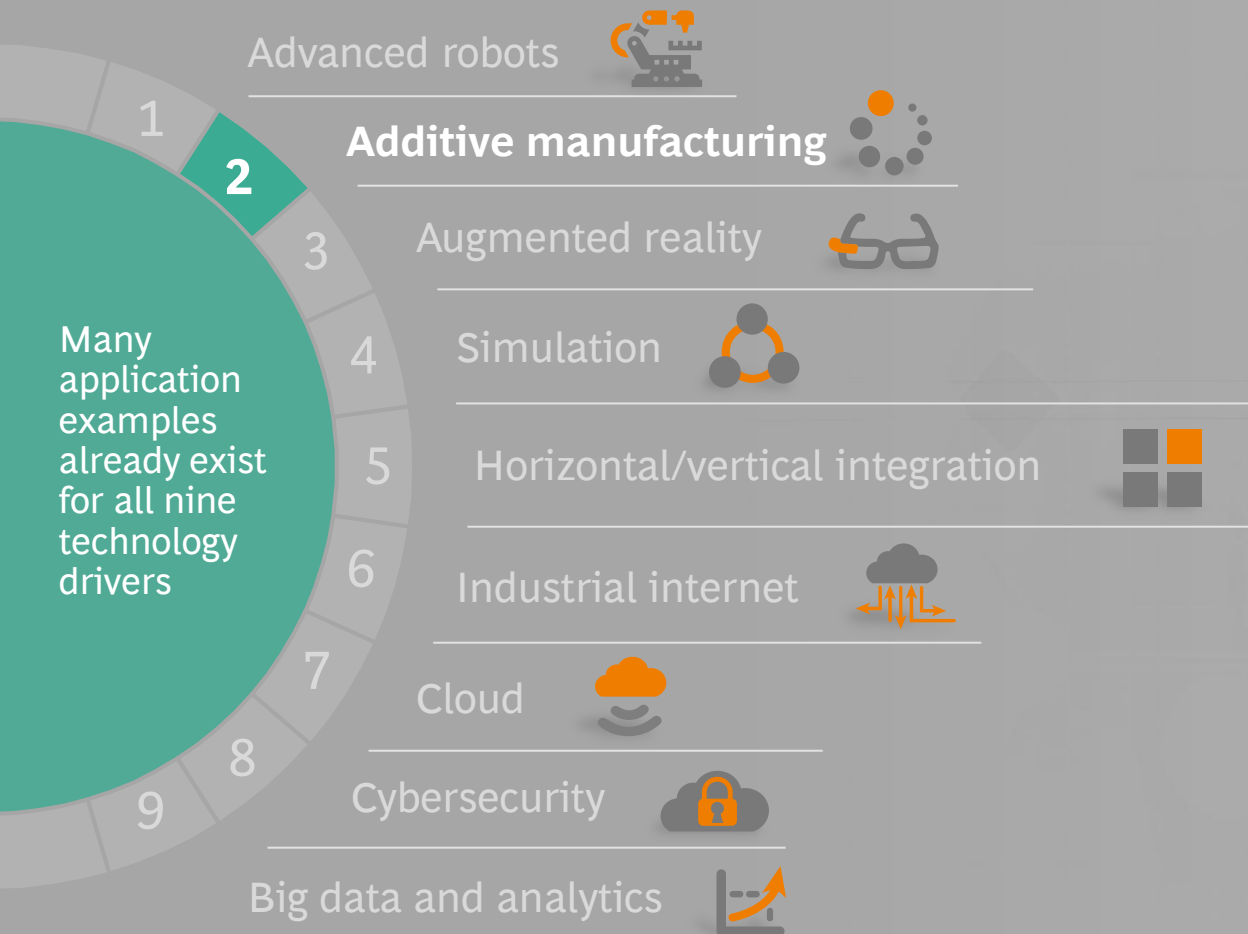 Advanced robots
1
Additive manufacturing
2
Augmented reality
3
Simulation
4
Many
application
examples
already exist
for all nine
technology
drivers
Horizontal/vertical integration
5
Industrial internet
6
Cloud
7
Cybersecurity
8
Big data and analytics
9